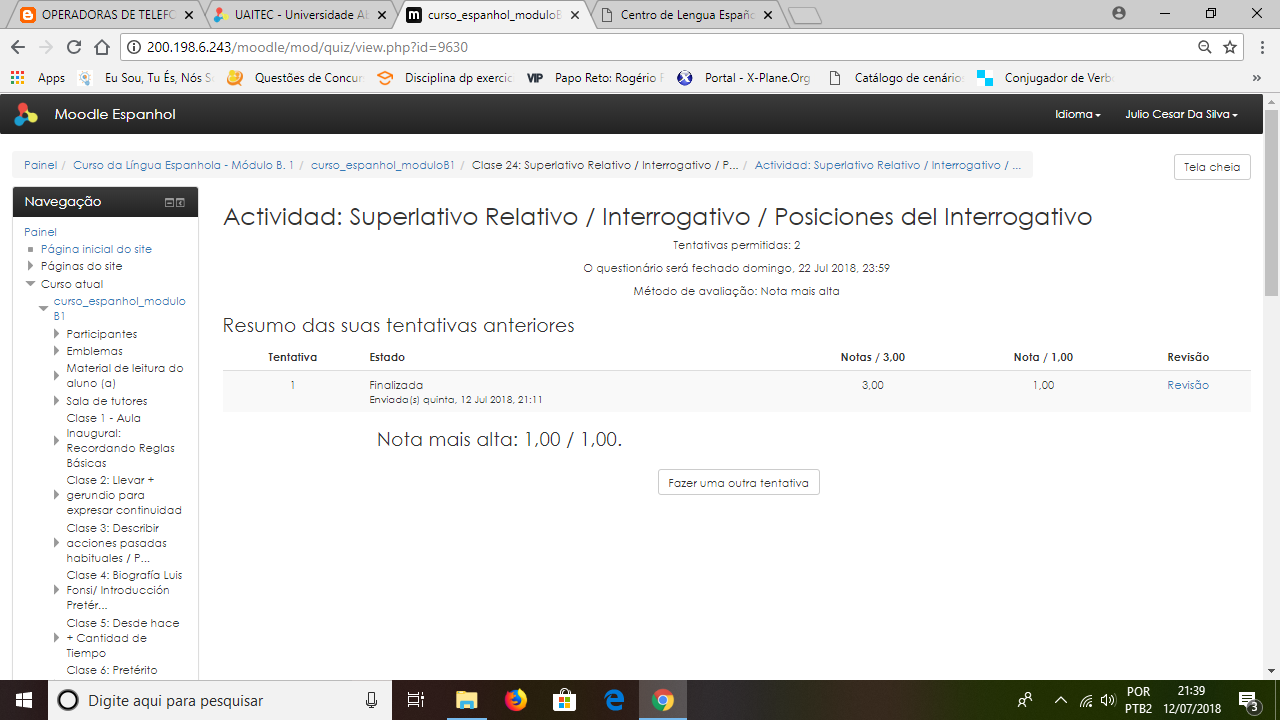 OPERADORAS DE TELEFO
UAITEC - Universidade Ab
curso_espanhol_moduloB
Centro de Lengua Españo
200.198.6.243/moodle/mod/quiz/view.php?id=9630
Apps
Eu Sou, Tu És, Nós S
Questões de Concur
Disciplina dp exercic
VIP Papo Reto: Rogério F
Portal - X-Plane.Org
Catálogo de cenário
Conjugador de Verb
»
Moodle Espanhol
Idioma
Julio Cesar Da Silva
Painel / Curso da Língua Espanhola - Módulo B. 1 / curso_espanhol_moduloB1 / Clase 24: Superlativo Relativo / Interrogativo / P... / Actividad: Superlativo Relativo / Interrogativo / ...
Tela cheia
Navegação
Painel
Página inicial do site
Páginas do site
Curso atual
curso_espanhol_modulo
B1
Participantes
Emblemas
Material de leitura do
aluno (a)
Sala de tutores
Clase 1 - Aula
Inaugural:
Recordando Reglas
Básicas
Clase 2: Llevar +
gerundio para
expresar continuidad
Clase 3: Describir
acciones pasadas
habituales / P...
Clase 4: Biografía Luis
Fonsi/ Introducción
Pretér...
Clase 5: Desde hace
+ Cantidad de
Tiempo
Clase 6: Pretérito
Actividad: Superlativo Relativo / Interrogativo / Posiciones del Interrogativo
Tentativas permitidas: 2
O questionário será fechado domingo, 22 Jul 2018, 23:59
Método de avaliação: Nota mais alta
Resumo das suas tentativas anteriores
Tentativa Estado Notas / 3,00 Nota / 1,00 Revisão
1 Finalizada 3,00 1,00 Revisão
Enviada(s) quinta, 12 Jul 2018, 21:11
Nota mais alta: 1,00 / 1,00.
Fazer uma outra tentativa
Digite aqui para pesquisar
POR
PTB2
21:39
12/07/2018
3